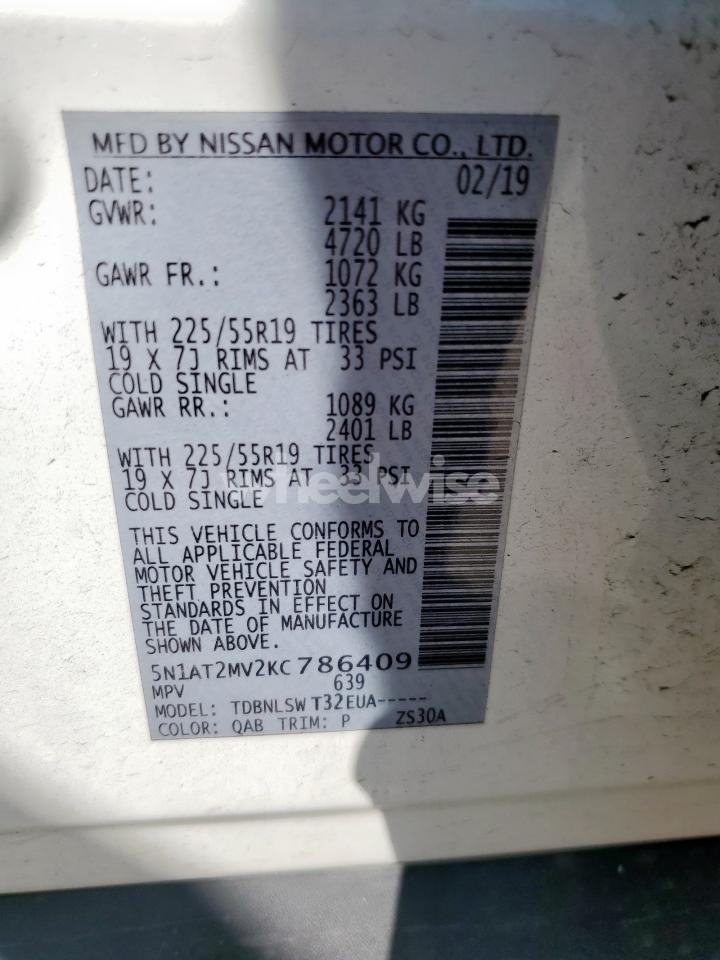 MFD BY NISSAN MOTOR CO., LTD.
DATE: 02/19
GVWR: 2141 KG
4720 LB
GAWR FR.: 1072 KG
2363 LB
WITH 225/55R19 TIRES
19 X 7J RIMS AT 33 PSI
COLD SINGLE
GAWR RR.: 1089 KG
2401 LB
WITH 225/55R19 TIRES
19 X 7J RIMS AT 33 PSI
COLD SINGLE
wheelwise
THIS VEHICLE CONFORMS TO
ALL APPLICABLE FEDERAL
MOTOR VEHICLE SAFETY AND
THEFT PREVENTION
STANDARDS IN EFFECT ON
THE DATE OF MANUFACTURE
SHOWN ABOVE.
5N1AT2MV2KC786409
MPV 639
MODEL: TDBNLSW T32EUA-----
COLOR: QAB TRIM: P ZS30A